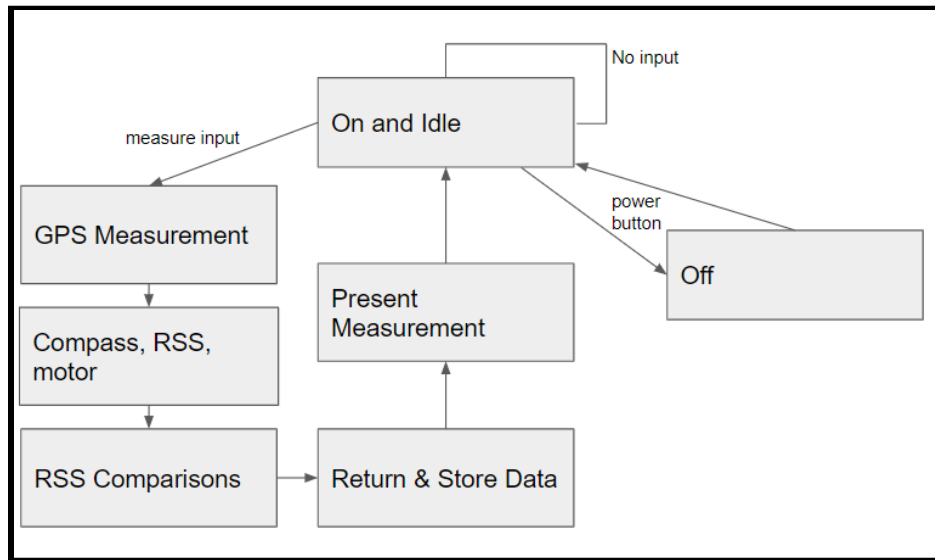 No input
On and Idle
measure input
GPS Measurement
power
button
Off
Present
Measurement
Compass, RSS,
motor
RSS Comparisons
Return & Store Data